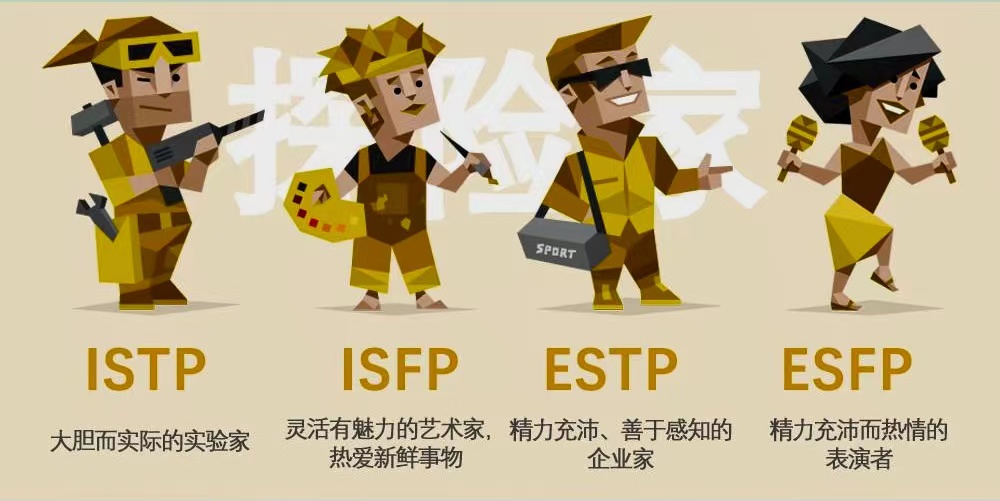 探险家
SPORT
ISTP
ISFP
ESTP
ESFP
大胆而实际的实验家
灵活有魅力的艺术家,
热爱新鲜事物
精力充沛、善于感知的
企业家
精力充沛而热情的
表演者